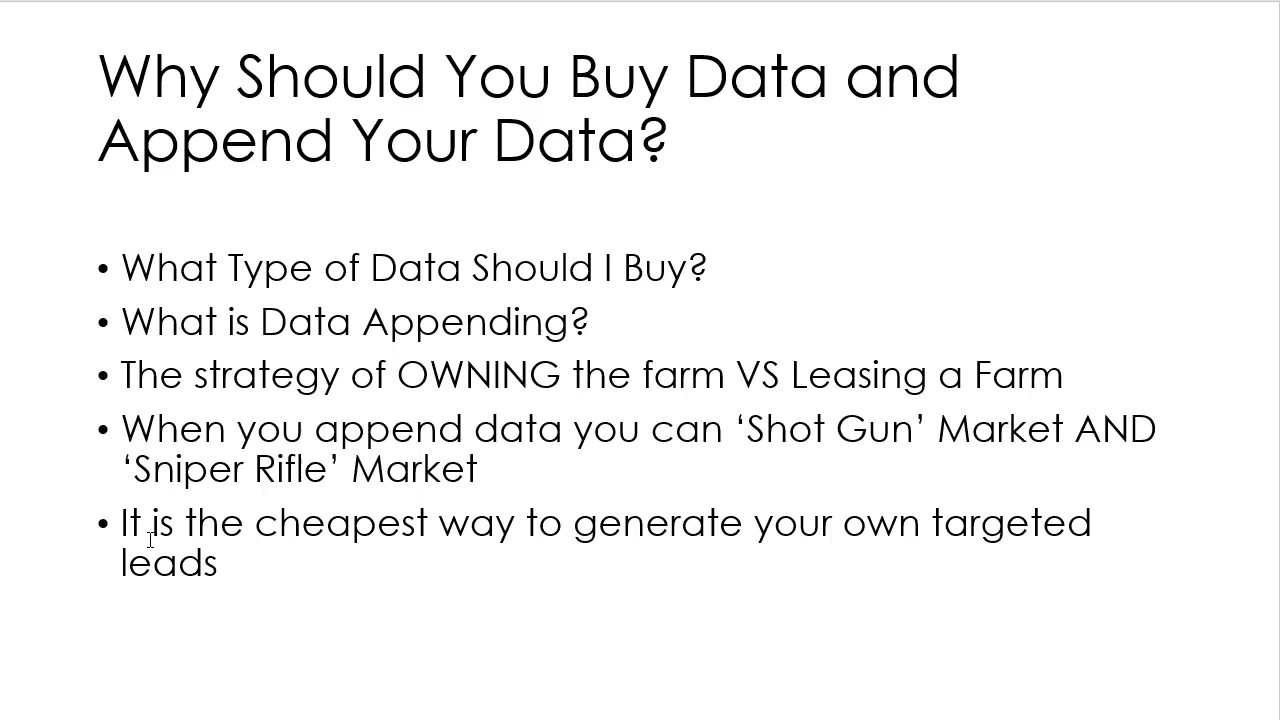 Why Should You Buy Data and
Append Your Data?
• What Type of Data Should I Buy?
• What is Data Appending?
• The strategy of OWNING the farm VS Leasing a Farm
• When you append data you can ‘Shot Gun’ Market AND
‘Sniper Rifle’ Market
• It is the cheapest way to generate your own targeted
leads